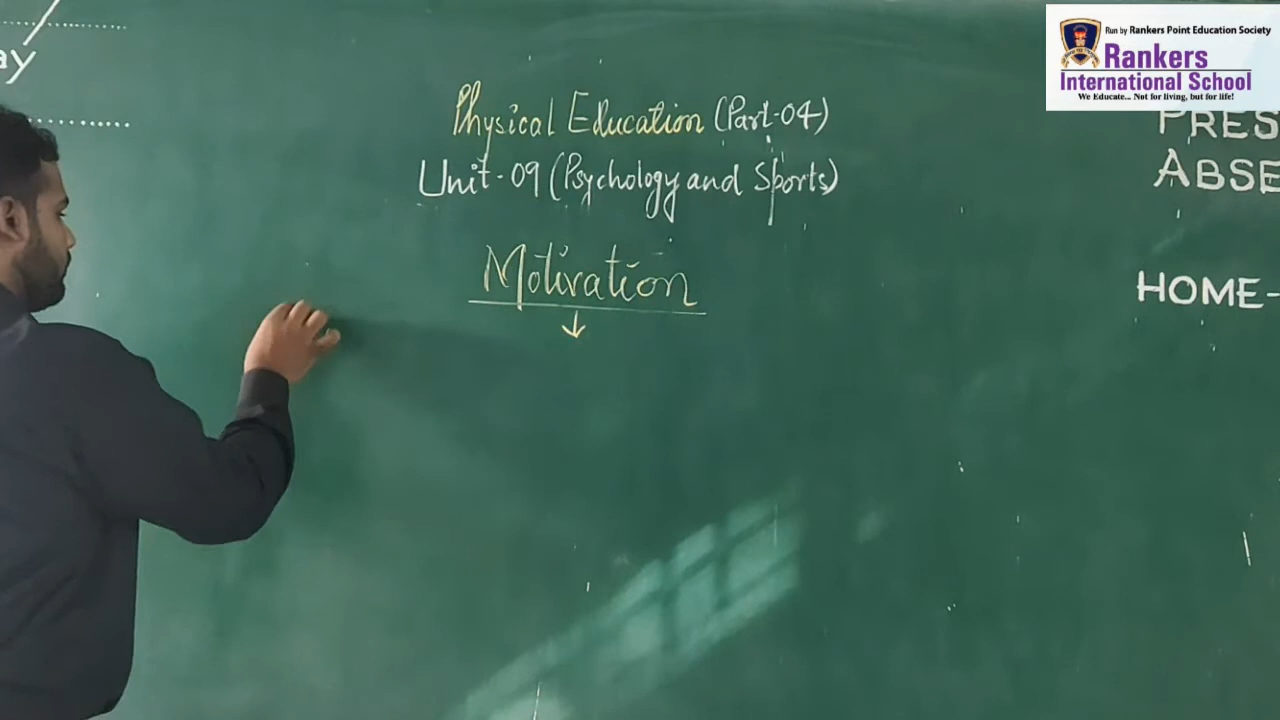 ay
Run by Rankers Point Education Society
Rankers
International School
We Educate... Not for living, but for life!
Physical Education (Part-04)
Unit-09 (Psychology and Sports)
Motivation
PRES
ABSE
HOME-